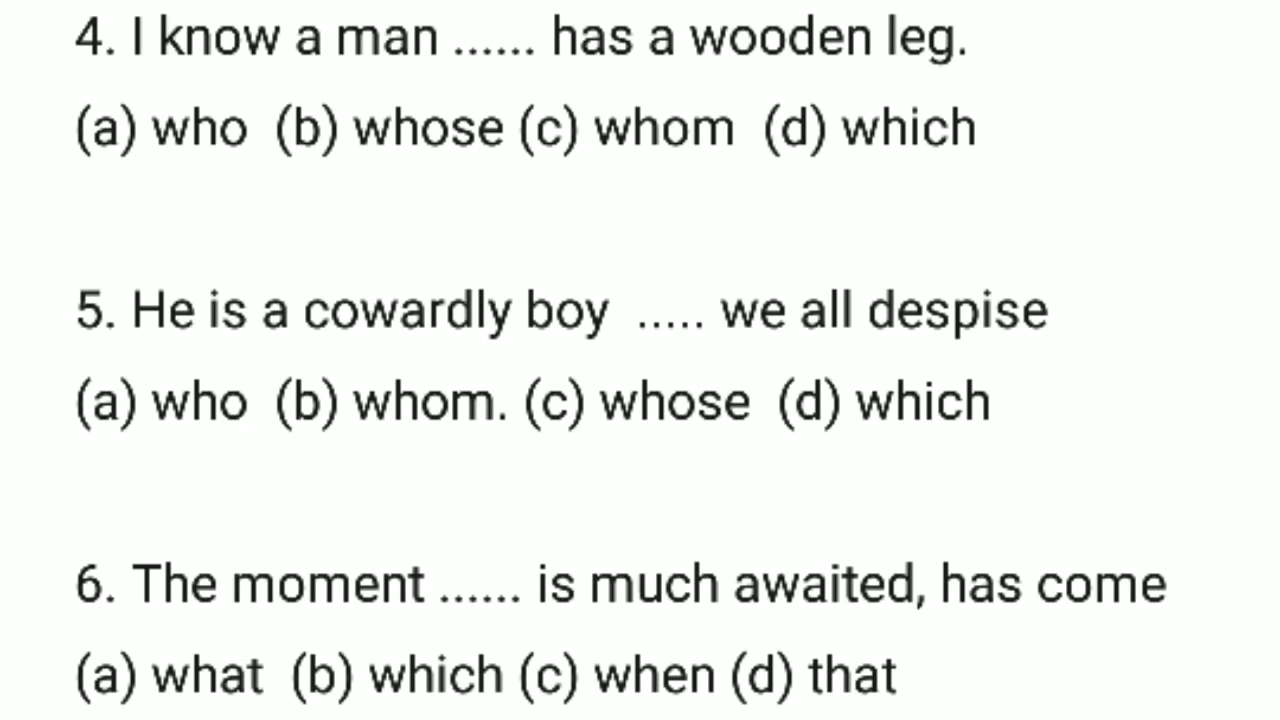 4. I know a man ...... has a wooden leg.
(a) who (b) whose (c) whom (d) which
5. He is a cowardly boy ..... we all despise
(a) who (b) whom. (c) whose (d) which
6. The moment ...... is much awaited, has come
(a) what (b) which (c) when (d) that